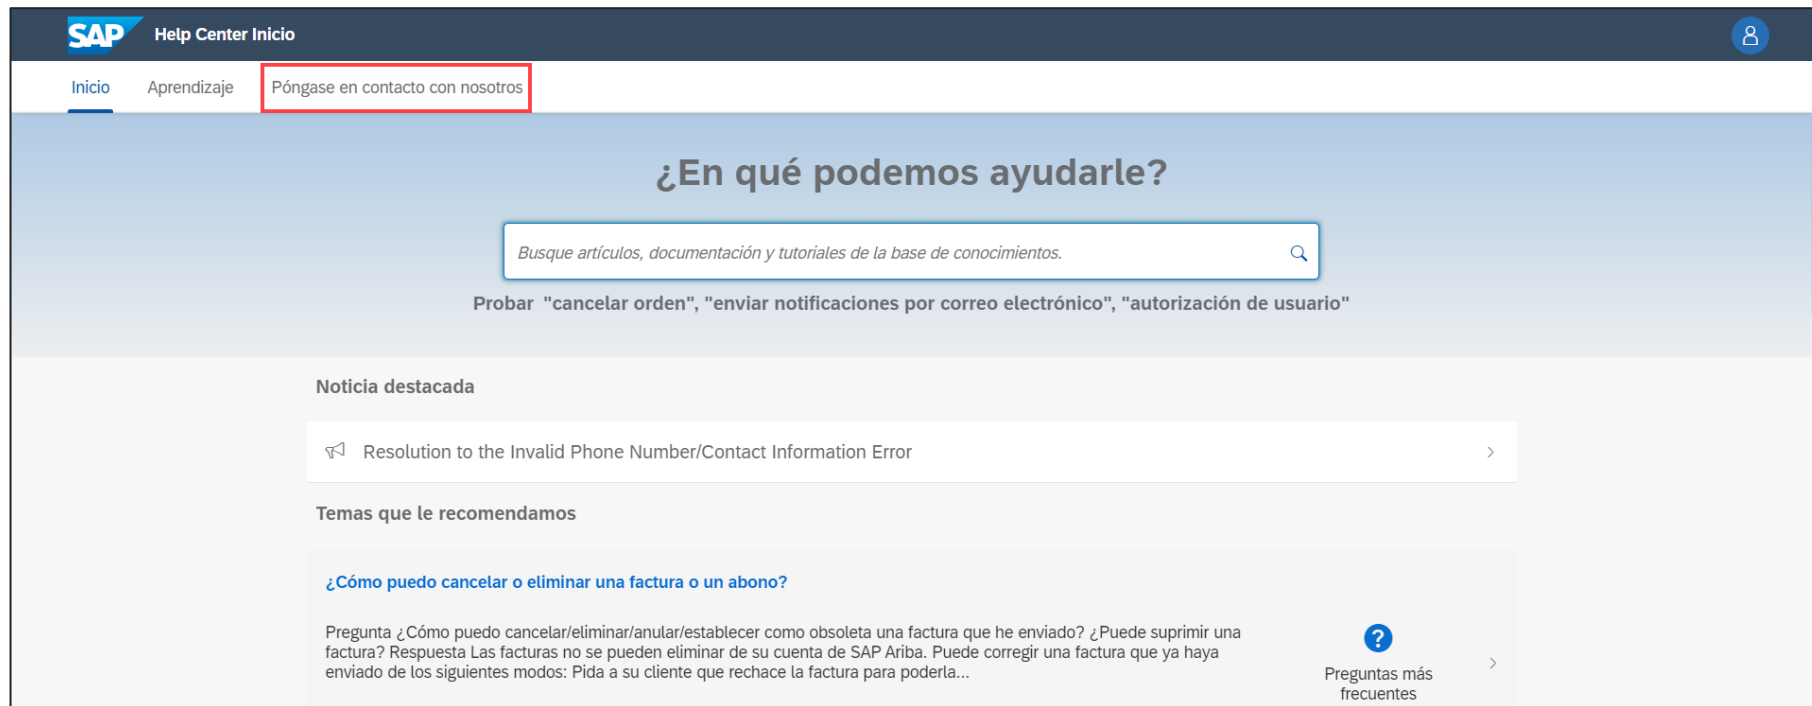 SAP Help Center Inicio
Inicio Aprendizaje Póngase en contacto con nosotros
¿En qué podemos ayudarle?
Busque artículos, documentación y tutoriales de la base de conocimientos.
Probar "cancelar orden", "enviar notificaciones por correo electrónico", "autorización de usuario"
Noticia destacada
Resolution to the Invalid Phone Number/Contact Information Error
Temas que le recomendamos
¿Cómo puedo cancelar o eliminar una factura o un abono?
Pregunta ¿Cómo puedo cancelar/eliminar/anular/establecer como obsoleta una factura que he enviado? ¿Puede suprimir una
factura? Respuesta Las facturas no se pueden eliminar de su cuenta de SAP Ariba. Puede corregir una factura que ya haya
enviado de los siguientes modos: Pida a su cliente que rechace la factura para poderla...
Preguntas más
frecuentes